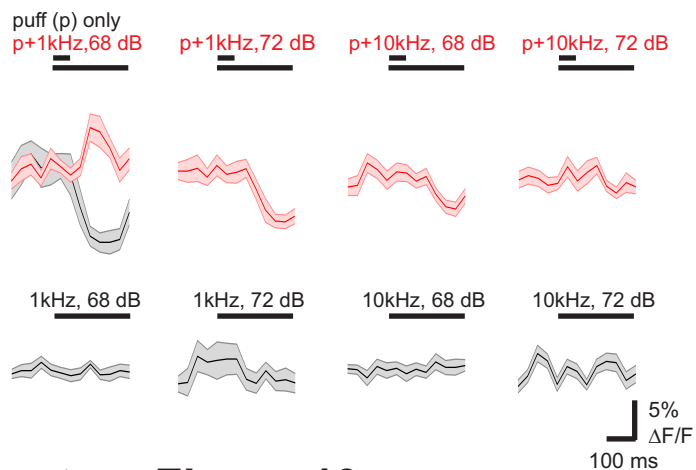 puff (p) only
p+1kHz,68 dB p+1kHz,72 dB p+10kHz, 68 dB p+10kHz, 72 dB
1kHz, 68 dB 1kHz, 72 dB 10kHz, 68 dB 10kHz, 72 dB
5%
ΔF/F
100 ms